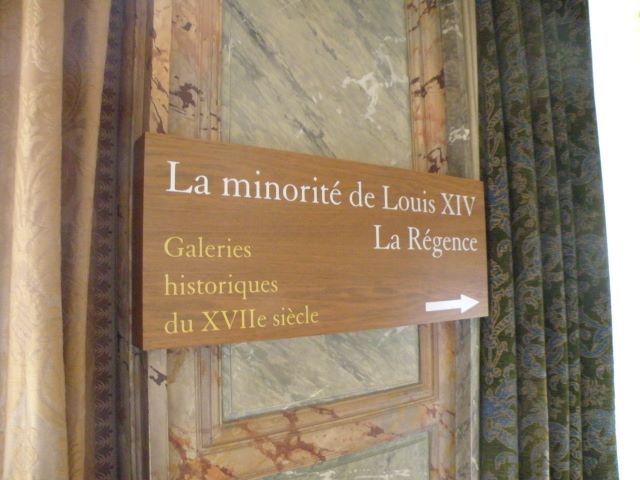 La minorité de Louis XIV
La Régence
Galeries
historiques
du XVIIe siècle